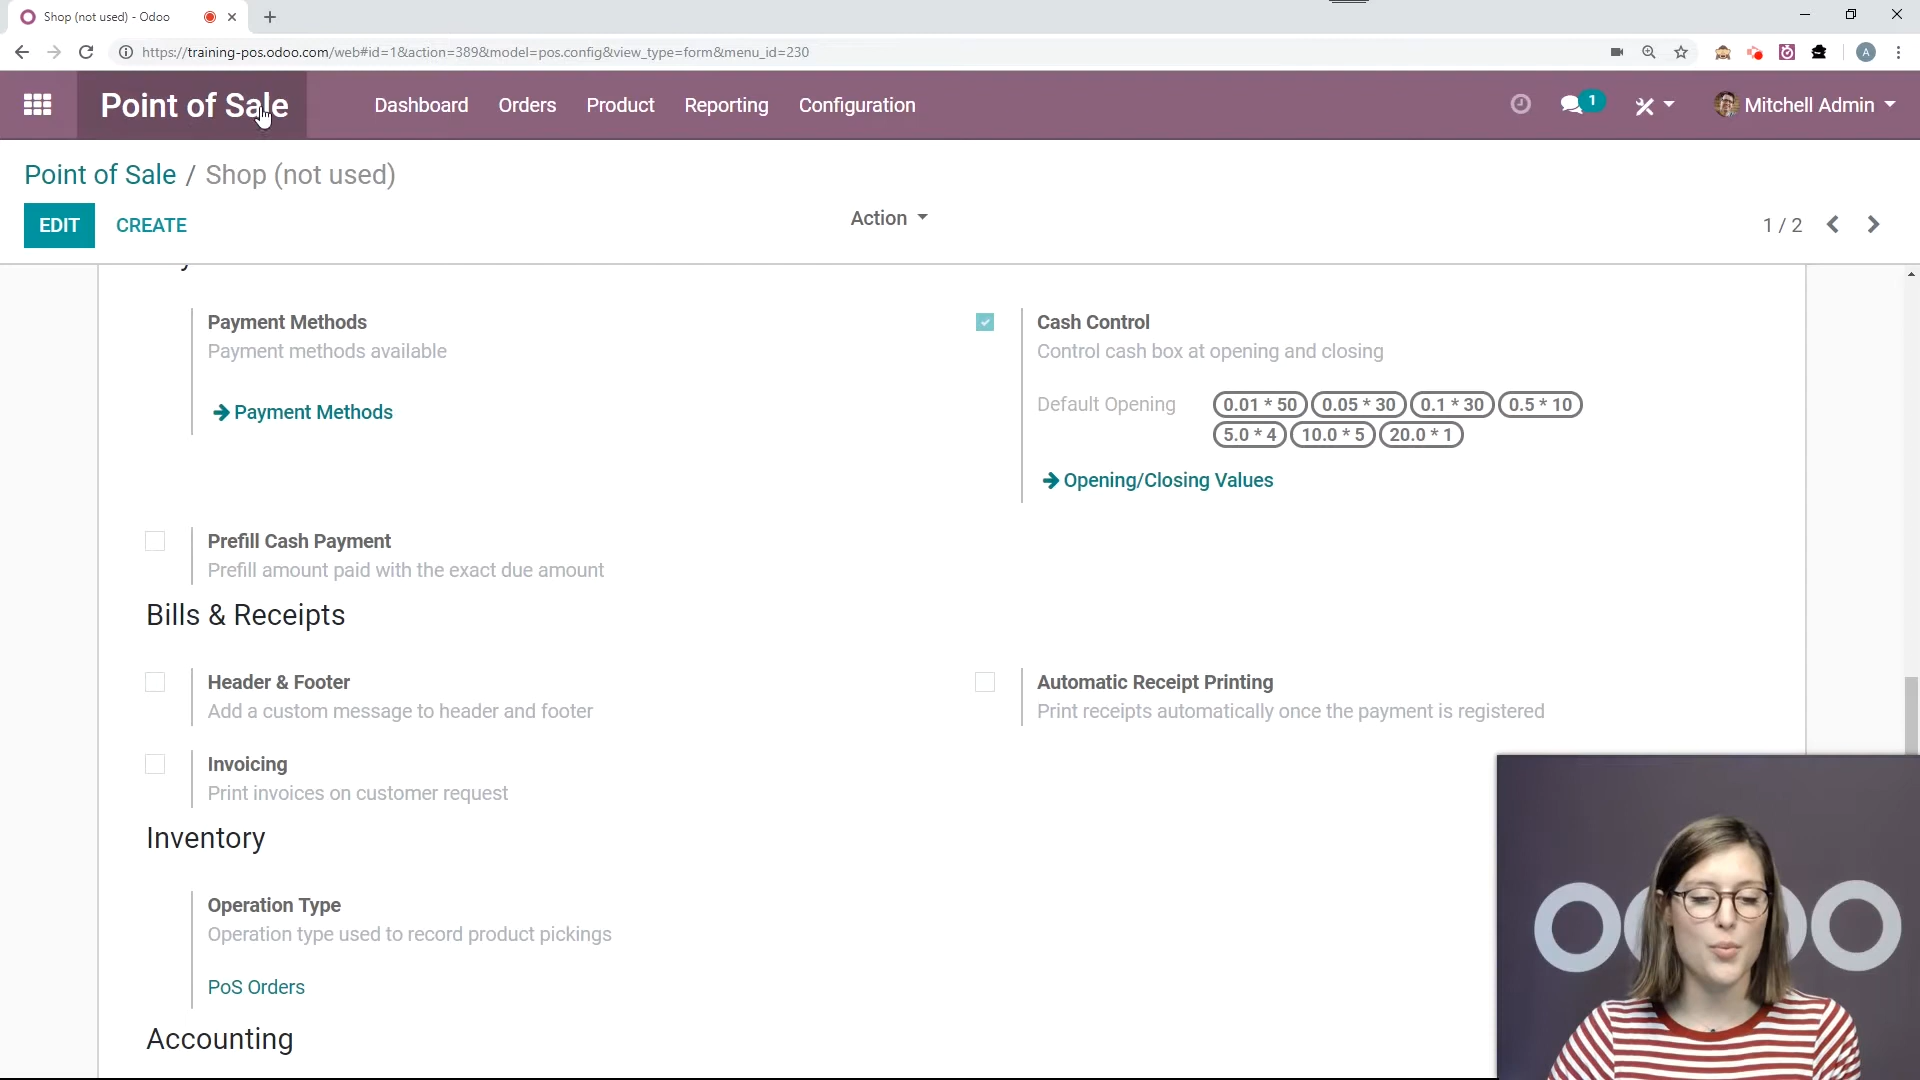 Shop (not used) - Odoo
https://training-pos.odoo.com/web#id=1&action=389&model=pos.config&view_type=form&menu_id=230
A
Point of Sale
Dashboard
Orders
Product
Reporting
Configuration
1
Mitchell Admin
Point of Sale / Shop (not used)
EDIT
CREATE
Action
1 / 2
Payment Methods
Payment methods available
Payment Methods
Cash Control
Control cash box at opening and closing
Default Opening
0.01 * 50 0.05 * 30 0.1 * 30 0.5 * 10
5.0 * 4 10.0 * 5 20.0 * 1
Opening/Closing Values
Prefill Cash Payment
Prefill amount paid with the exact due amount
Bills & Receipts
Header & Footer
Add a custom message to header and footer
Automatic Receipt Printing
Print receipts automatically once the payment is registered
Invoicing
Print invoices on customer request
Inventory
Operation Type
Operation type used to record product pickings
PoS Orders
Accounting